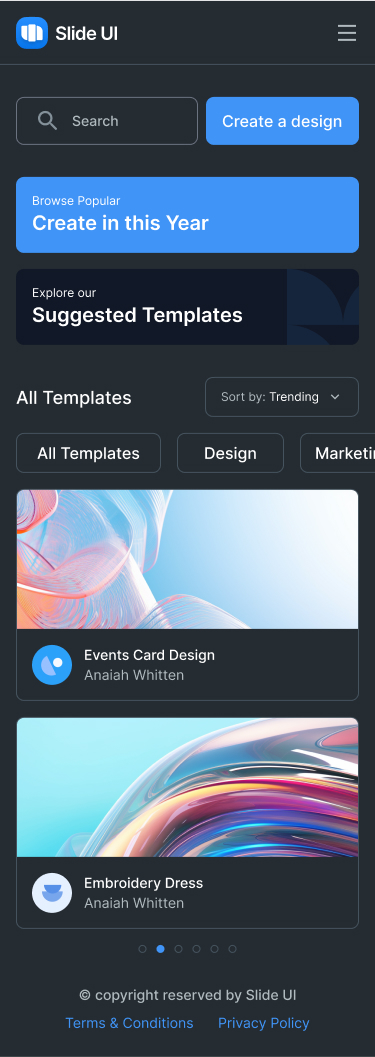 Slide UI
Search
Create a design
Browse Popular
Create in this Year
Explore our
Suggested Templates
All Templates
Sort by: Trending
All Templates
Design
Marketi
Events Card Design
Anaiah Whitten
Embroidery Dress
Anaiah Whitten
© copyright reserved by Slide UI
Terms & Conditions Privacy Policy